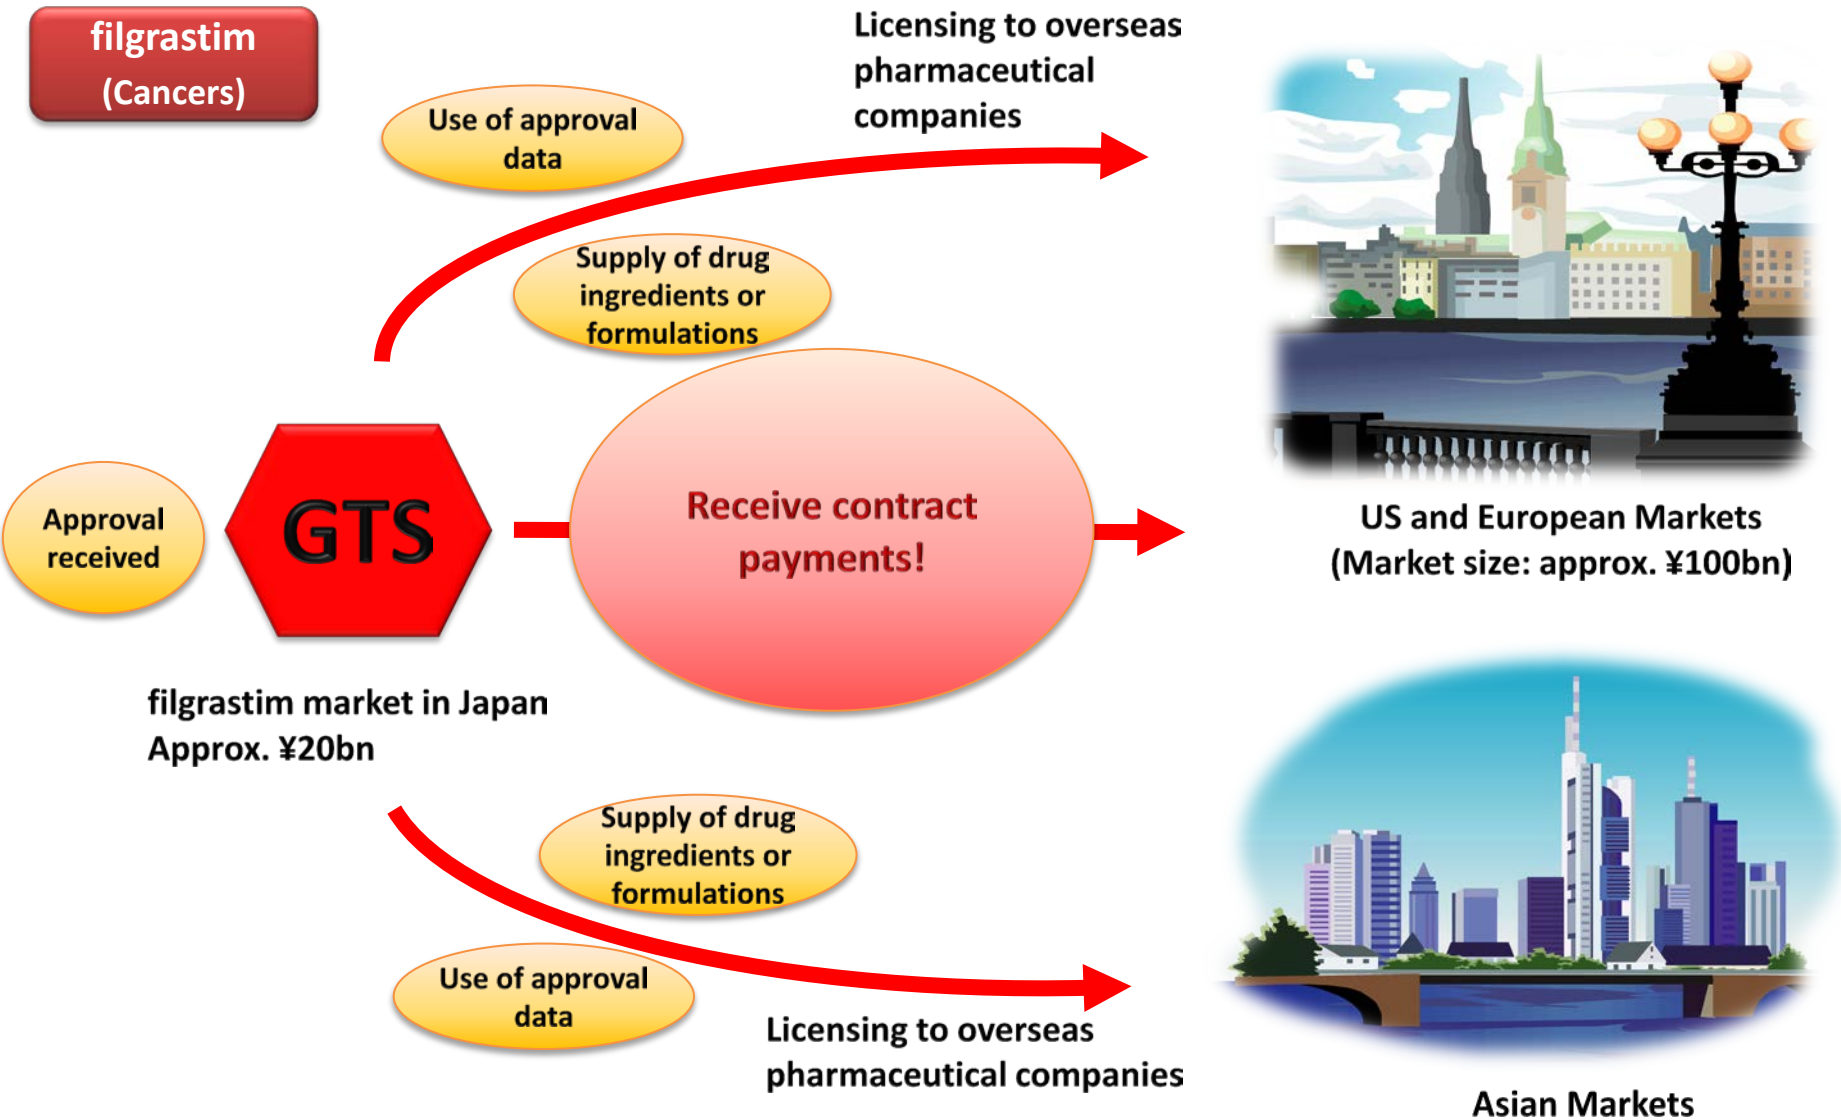 filgrastim
(Cancers)
Licensing to overseas
pharmaceutical
companies
Use of approval
data
Supply of drug
ingredients or
formulations
Approval
received
GTS
Receive contract
payments!
US and European Markets
(Market size: approx. ¥100bn)
filgrastim market in Japan
Approx. ¥20bn
Supply of drug
ingredients or
formulations
Use of approval
data
Licensing to overseas
pharmaceutical companies
Asian Markets